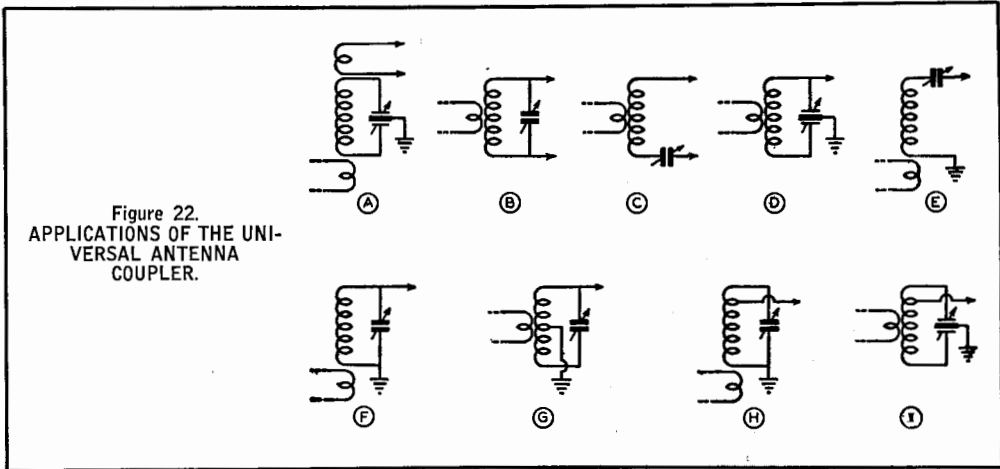 Figure 22.
APPLICATIONS OF THE UNI-
VERSAL ANTENNA
COUPLER.
A
B
C
D
E
F
G
H
I